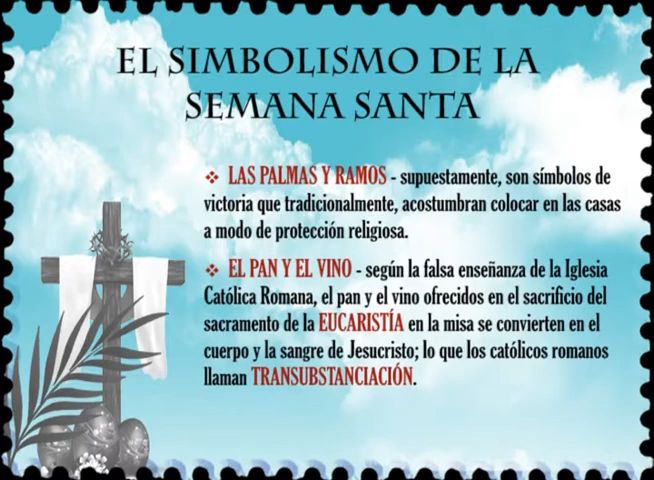 EL SIMBOLISMO DE LA
SEMANA SANTA
❖ LAS PALMAS Y RAMOS - supuestamente, son símbolos de
victoria que tradicionalmente, acostumbran colocar en las casas
a modo de protección religiosa.
❖ EL PAN Y EL VINO - según la falsa enseñanza de la Iglesia
Católica Romana, el pan y el vino ofrecidos en el sacrificio del
sacramento de la EUCARISTÍA en la misa se convierten en el
cuerpo y la sangre de Jesucristo; lo que los católicos romanos
llaman TRANSUBSTANCIACIÓN.